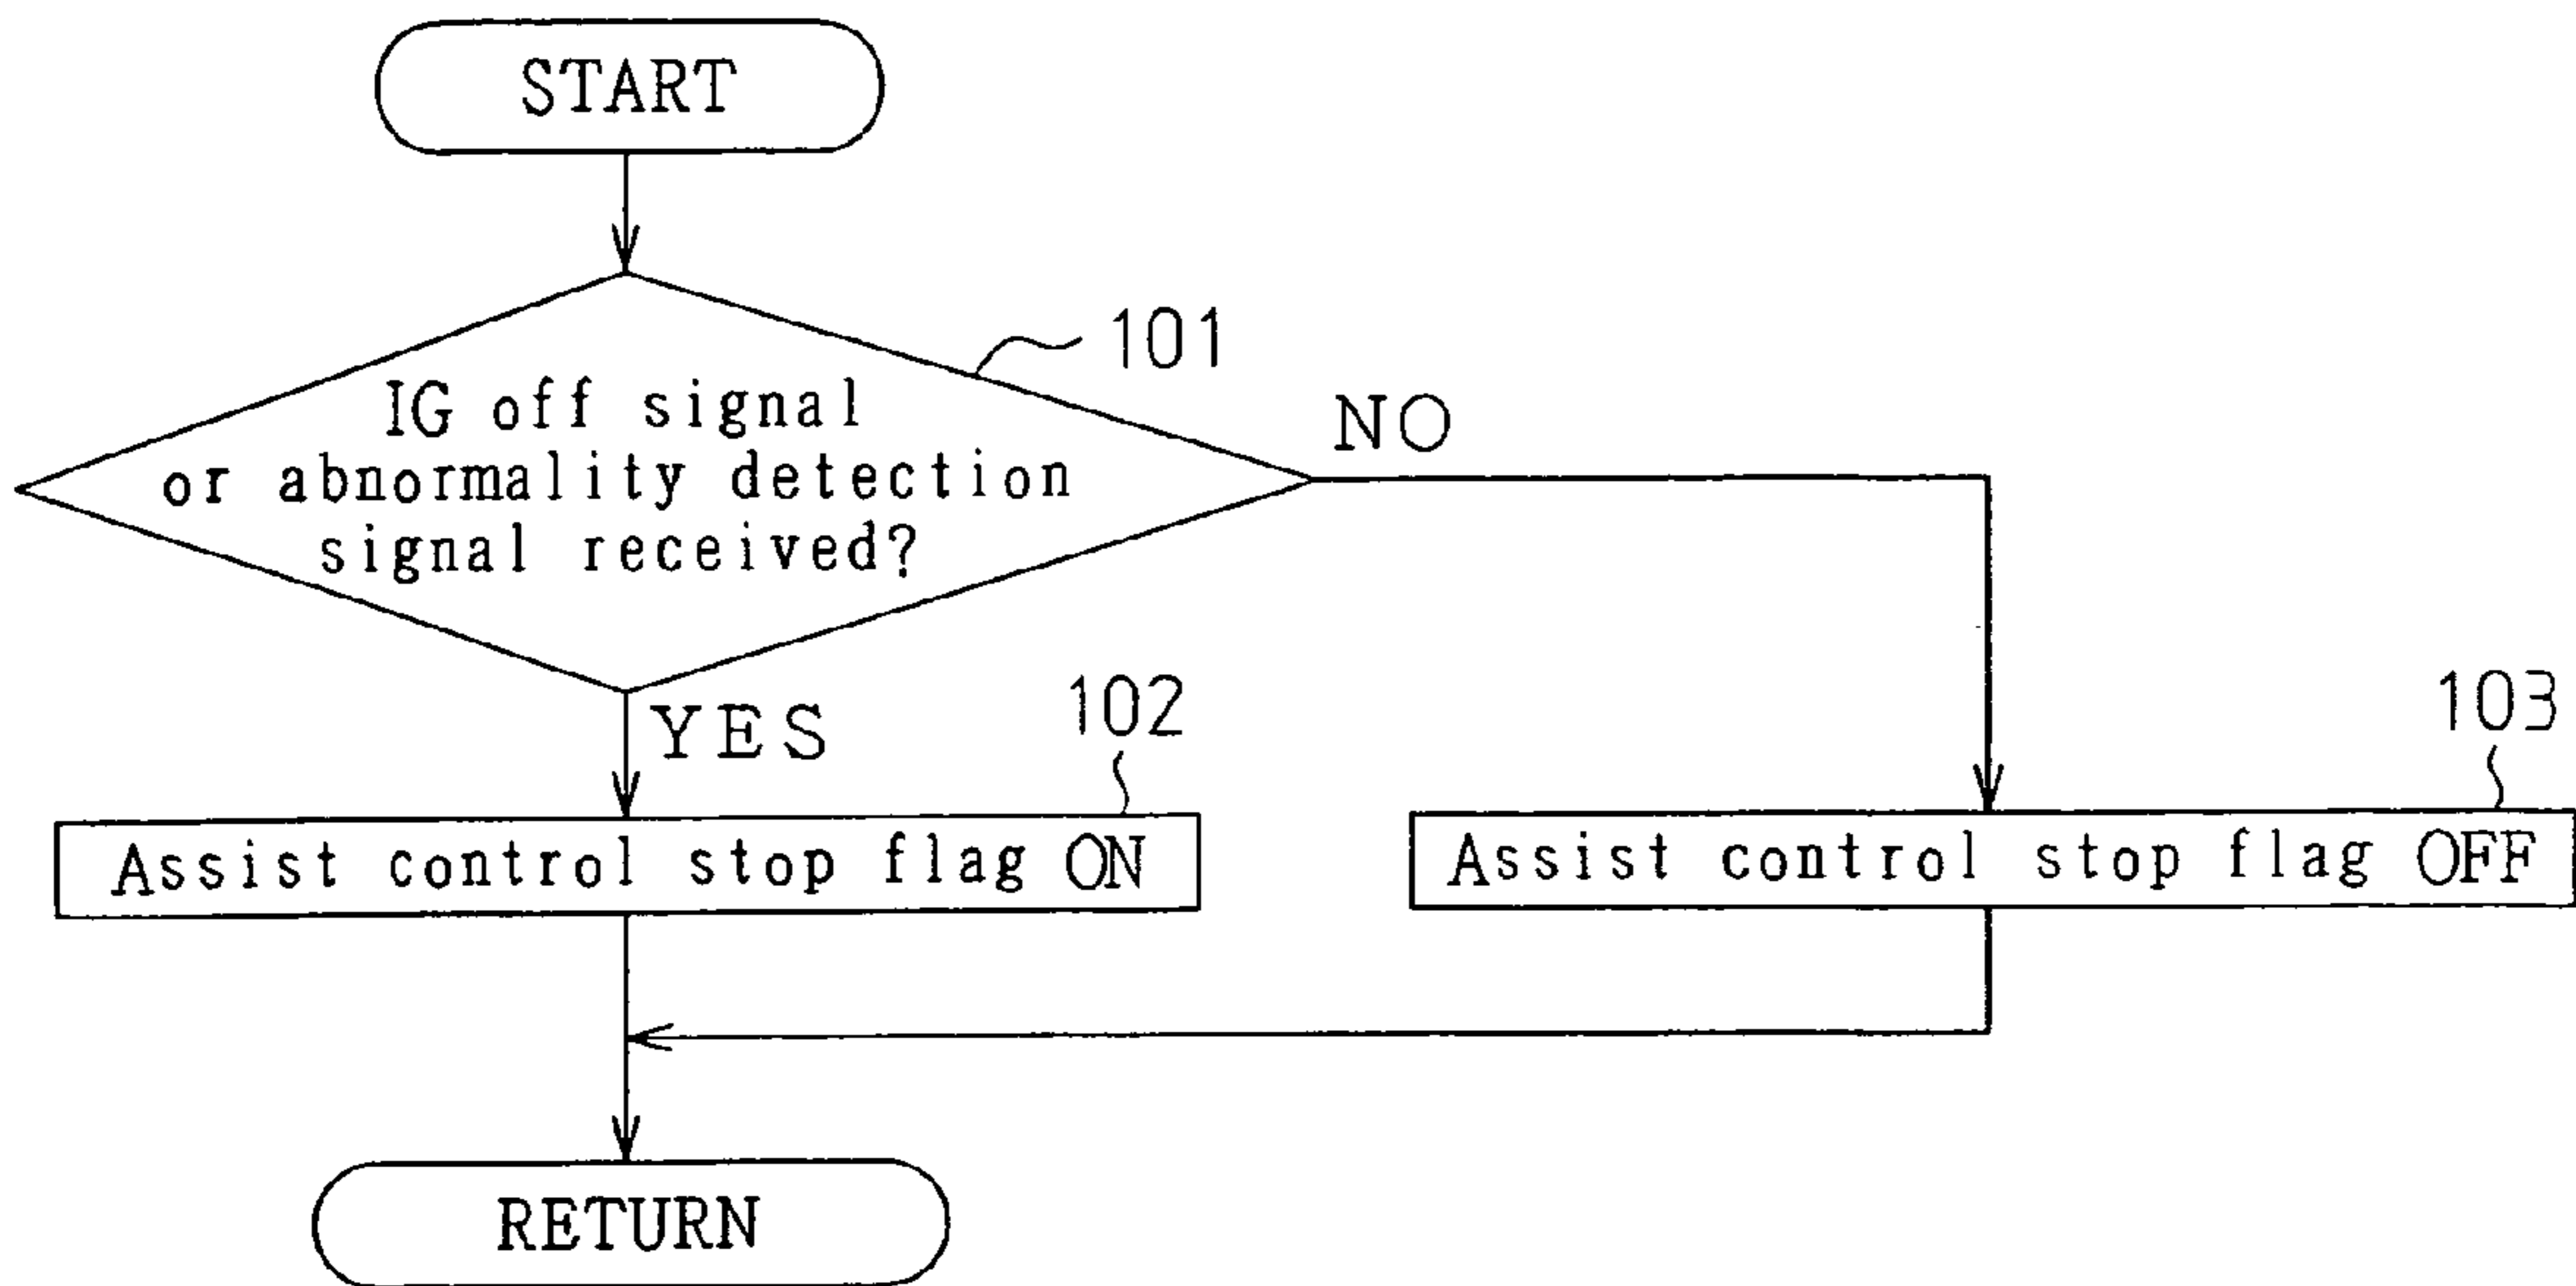 START
101
IG off signal
or abnormality detection
signal received?
NO
YES
102
103
Assist control stop flag ON
Assist control stop flag OFF
RETURN